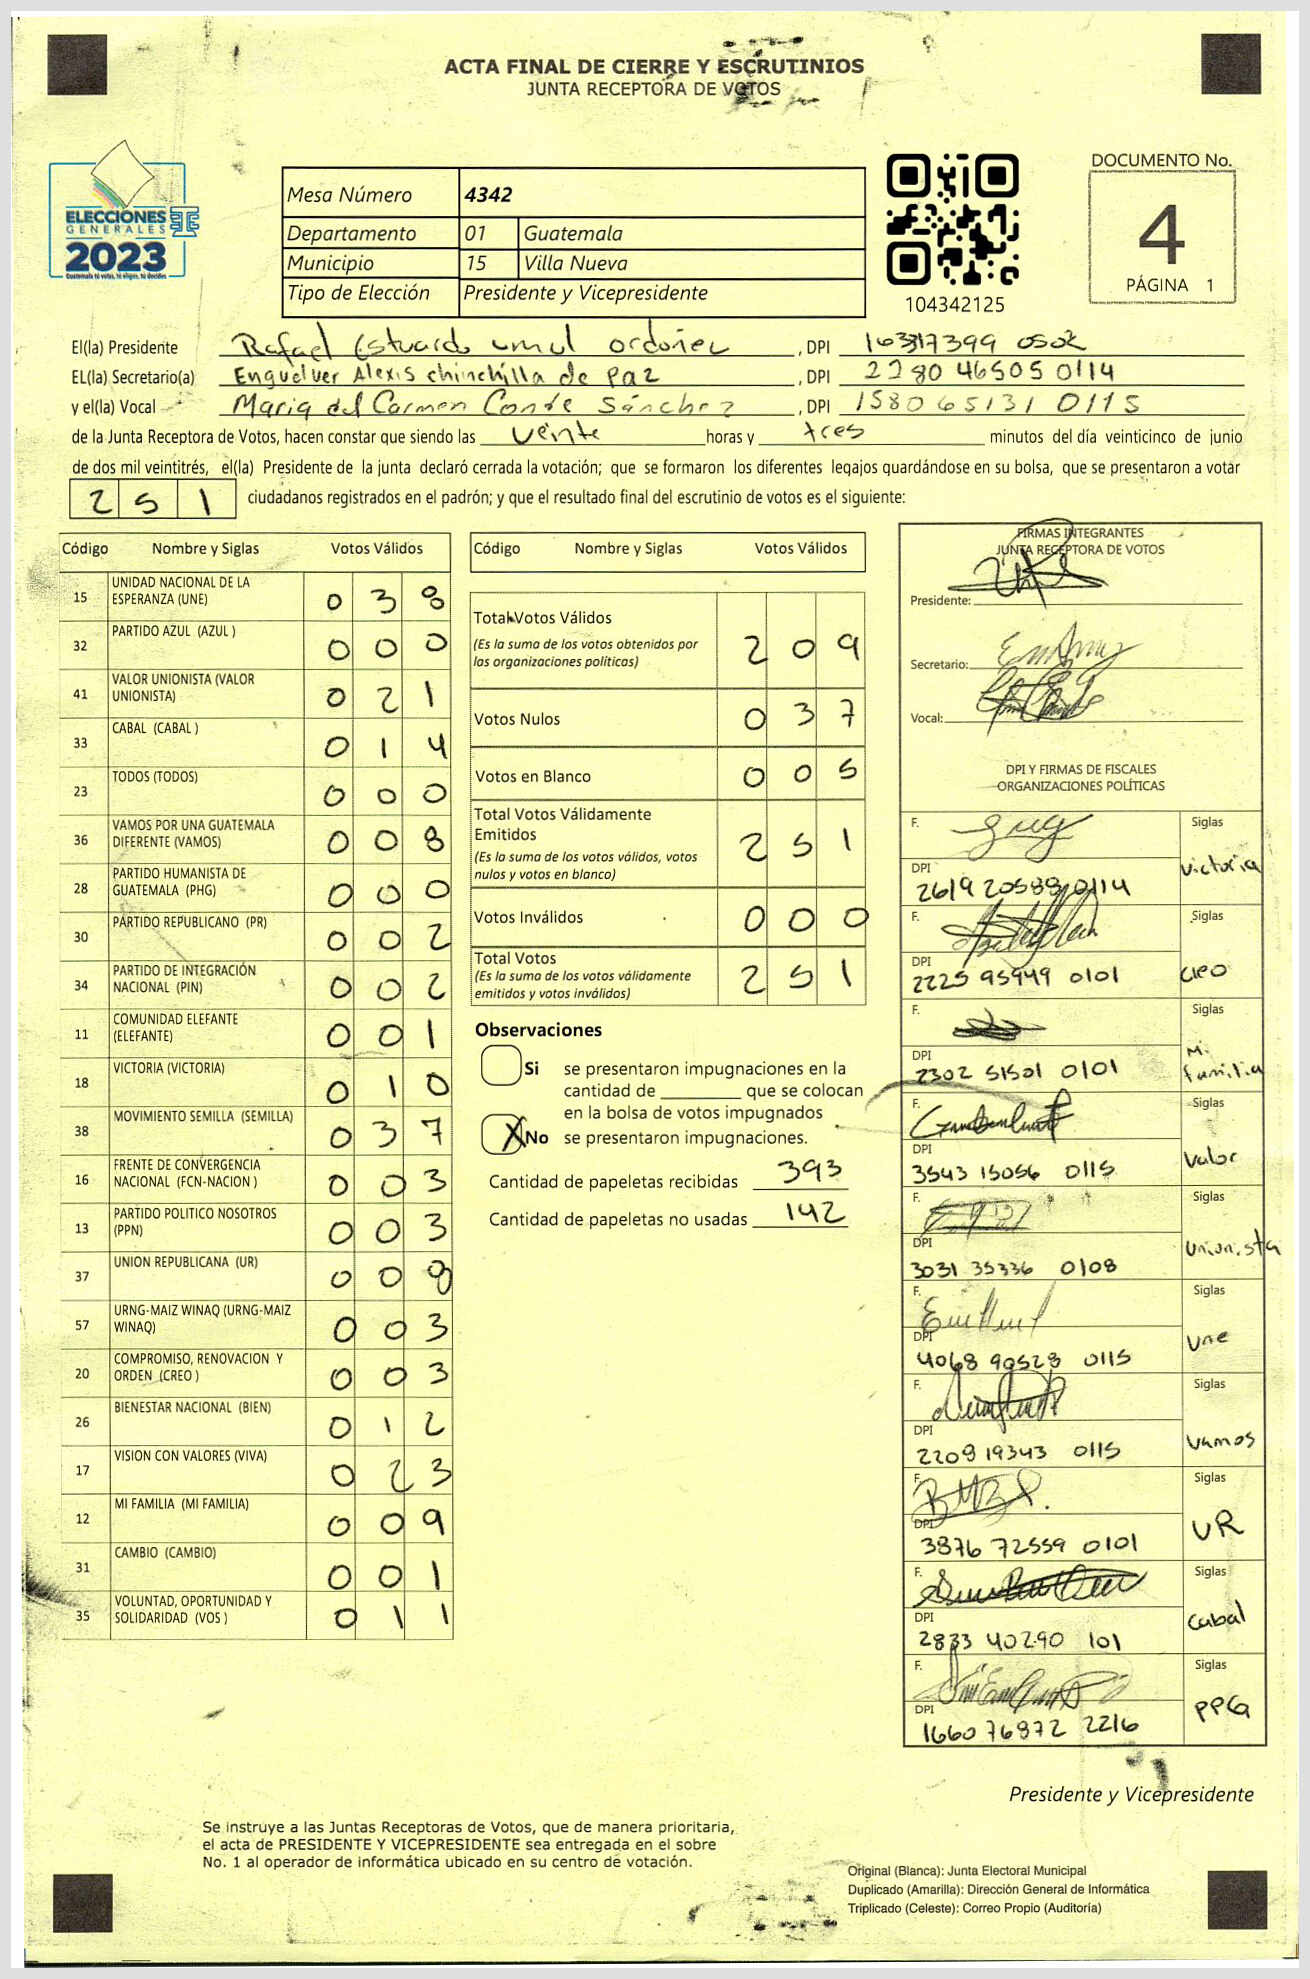 ACTA FINAL DE CIERRE Y ESCRUTINIOS
JUNTA RECEPTORA DE VOTOS
ELECCIONES
GENERALES
2023
Guatemala tú votas, tú eliges, tú decides
Mesa Número 4342
Departamento 01 Guatemala
Municipio 15 Villa Nueva
Tipo de Elección Presidente y Vicepresidente
104342125
DOCUMENTO No.
4
PÁGINA 1
El(la) Presidente Rafael Estuardo umul ordoñez , DPI 0502
EL(la) Secretario(a) Enguelver Alexis chinchilla de Paz , DPI 2280 46505 0114
y el(la) Vocal Maria del Carmen Conde Sánchez , DPI 1580 65131 0115
de la Junta Receptora de Votos, hacen constar que siendo las veinte horas y tres minutos del día veinticinco de junio
de dos mil veintitrés, el(la) Presidente de la junta declaró cerrada la votación; que se formaron los diferentes legajos guardándose en su bolsa, que se presentaron a votar
251 ciudadanos registrados en el padrón; y que el resultado final del escrutinio de votos es el siguiente:
Código Nombre y Siglas Votos Válidos
15 UNIDAD NACIONAL DE LA ESPERANZA (UNE) 0 3 8
32 PARTIDO AZUL (AZUL ) 0 0 0
41 VALOR UNIONISTA (VALOR UNIONISTA) 0 2 1
33 CABAL (CABAL ) 0 1 4
23 TODOS (TODOS) 0 0 0
36 VAMOS POR UNA GUATEMALA DIFERENTE (VAMOS) 0 0 8
28 PARTIDO HUMANISTA DE GUATEMALA (PHG) 0 0 0
30 PARTIDO REPUBLICANO (PR) 0 0 2
34 PARTIDO DE INTEGRACIÓN NACIONAL (PIN) 0 0 2
11 COMUNIDAD ELEFANTE (ELEFANTE) 0 0 1
18 VICTORIA (VICTORIA) 0 1 0
38 MOVIMIENTO SEMILLA (SEMILLA) 0 3 7
16 FRENTE DE CONVERGENCIA NACIONAL (FCN-NACION ) 0 0 3
13 PARTIDO POLITICO NOSOTROS (PPN) 0 0 3
37 UNION REPUBLICANA (UR) 0 0 8
57 URNG-MAIZ WINAQ (URNG-MAIZ WINAQ) 0 0 3
20 COMPROMISO, RENOVACION Y ORDEN (CREO ) 0 0 3
26 BIENESTAR NACIONAL (BIEN) 0 1 2
17 VISION CON VALORES (VIVA) 0 2 3
12 MI FAMILIA (MI FAMILIA) 0 0 9
31 CAMBIO (CAMBIO) 0 0 1
35 VOLUNTAD, OPORTUNIDAD Y SOLIDARIDAD (VOS ) 0 1 1
Código Nombre y Siglas Votos Válidos
Total Votos Válidos 2 0 9
(Es la suma de los votos obtenidos por
las organizaciones políticas)
Votos Nulos 0 3 7
Votos en Blanco 0 0 5
Total Votos Válidamente
Emitidos 2 5 1
(Es la suma de los votos válidos, votos
nulos y votos en blanco)
Votos Inválidos 0 0 0
Total Votos 2 5 1
(Es la suma de los votos válidamente
emitidos y votos inválidos)
Observaciones
Si se presentaron impugnaciones en la
cantidad de ________ que se colocan
en la bolsa de votos impugnados
X No se presentaron impugnaciones.
Cantidad de papeletas recibidas 393
Cantidad de papeletas no usadas 142
FIRMAS INTEGRANTES
JUNTA RECEPTORA DE VOTOS
Presidente:
Secretario:
Vocal:
DPI Y FIRMAS DE FISCALES
ORGANIZACIONES POLÍTICAS
F. Siglas
DPI victoria
2619 20588 0114
F. Siglas
DPI creo
2225 95949 0101
F. Siglas
DPI Mi familia
2302 51501 0101
F. Siglas
DPI Valor
3543 15056 0115
F. Siglas
DPI Unionista
3031 35336 0108
F. Siglas
DPI Une
4068 90528 0115
F. Siglas
DPI Vamos
2209 19343 0115
F. Siglas
DPI UR
3876 72559 0101
F. Siglas
DPI Cabal
2833 40290 101
F. Siglas
DPI PPG
1660 76872 2216
Presidente y Vicepresidente
Se instruye a las Juntas Receptoras de Votos, que de manera prioritaria,
el acta de PRESIDENTE Y VICEPRESIDENTE sea entregada en el sobre
No. 1 al operador de informática ubicado en su centro de votación.
Original (Blanca): Junta Electoral Municipal
Duplicado (Amarilla): Dirección General de Informática
Triplicado (Celeste): Correo Propio (Auditoría)